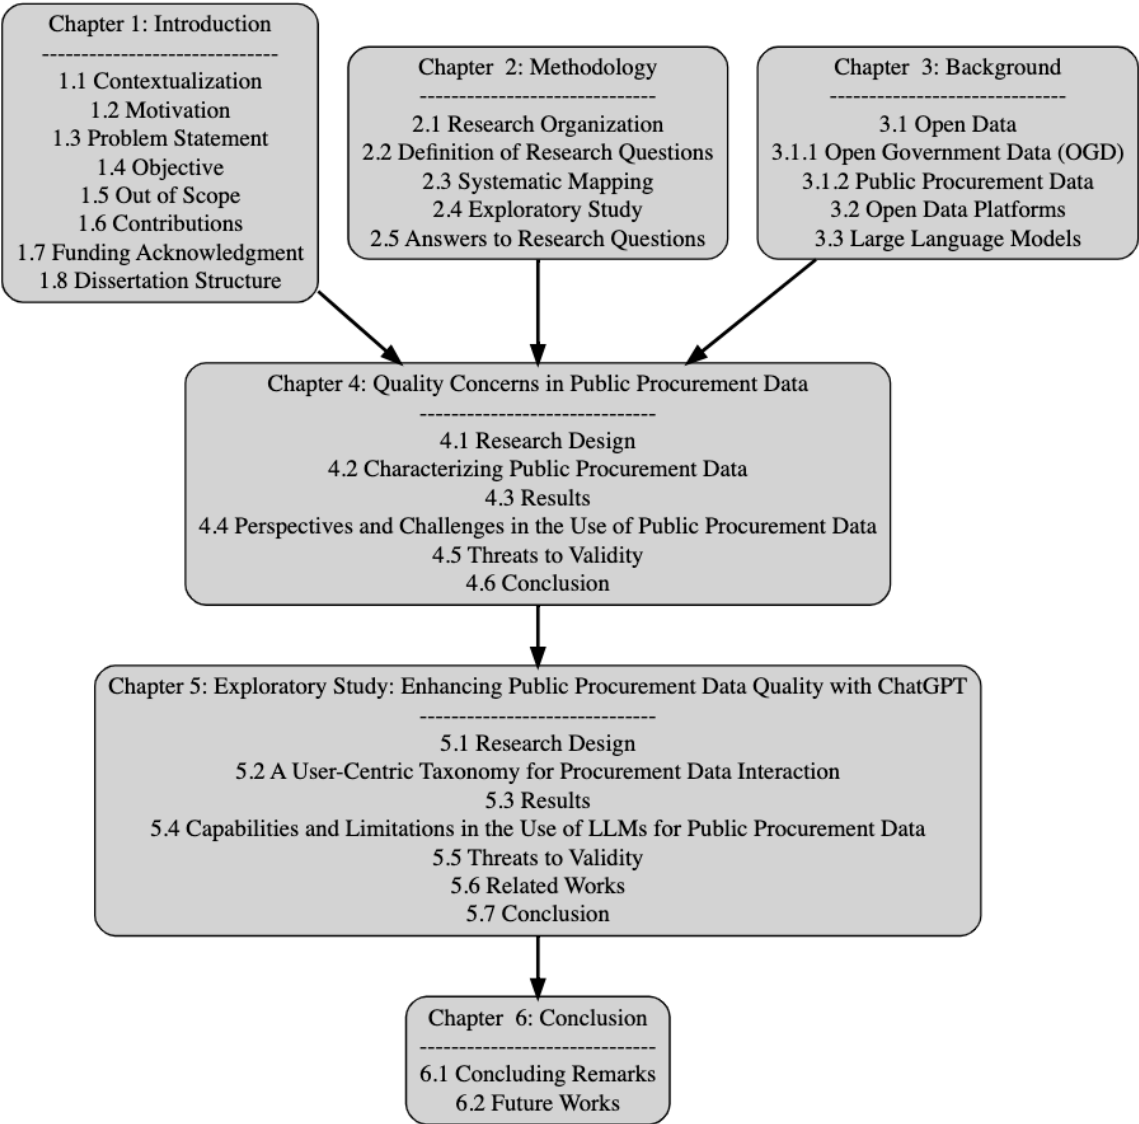 Chapter 1: Introduction
------------------------------
1.1 Contextualization
1.2 Motivation
1.3 Problem Statement
1.4 Objective
1.5 Out of Scope
1.6 Contributions
1.7 Funding Acknowledgment
1.8 Dissertation Structure
Chapter  2: Methodology
------------------------------
2.1 Research Organization
2.2 Definition of Research Questions
2.3 Systematic Mapping
2.4 Exploratory Study
2.5 Answers to Research Questions
Chapter  3: Background
------------------------------
3.1 Open Data
3.1.1 Open Government Data (OGD)
3.1.2 Public Procurement Data
3.2 Open Data Platforms
3.3 Large Language Models
Chapter 4: Quality Concerns in Public Procurement Data
------------------------------
4.1 Research Design
4.2 Characterizing Public Procurement Data
4.3 Results
4.4 Perspectives and Challenges in the Use of Public Procurement Data
4.5 Threats to Validity
4.6 Conclusion
Chapter 5: Exploratory Study: Enhancing Public Procurement Data Quality with ChatGPT
------------------------------
5.1 Research Design
5.2 A User-Centric Taxonomy for Procurement Data Interaction
5.3 Results
5.4 Capabilities and Limitations in the Use of LLMs for Public Procurement Data
5.5 Threats to Validity
5.6 Related Works
5.7 Conclusion
Chapter  6: Conclusion
------------------------------
6.1 Concluding Remarks
6.2 Future Works